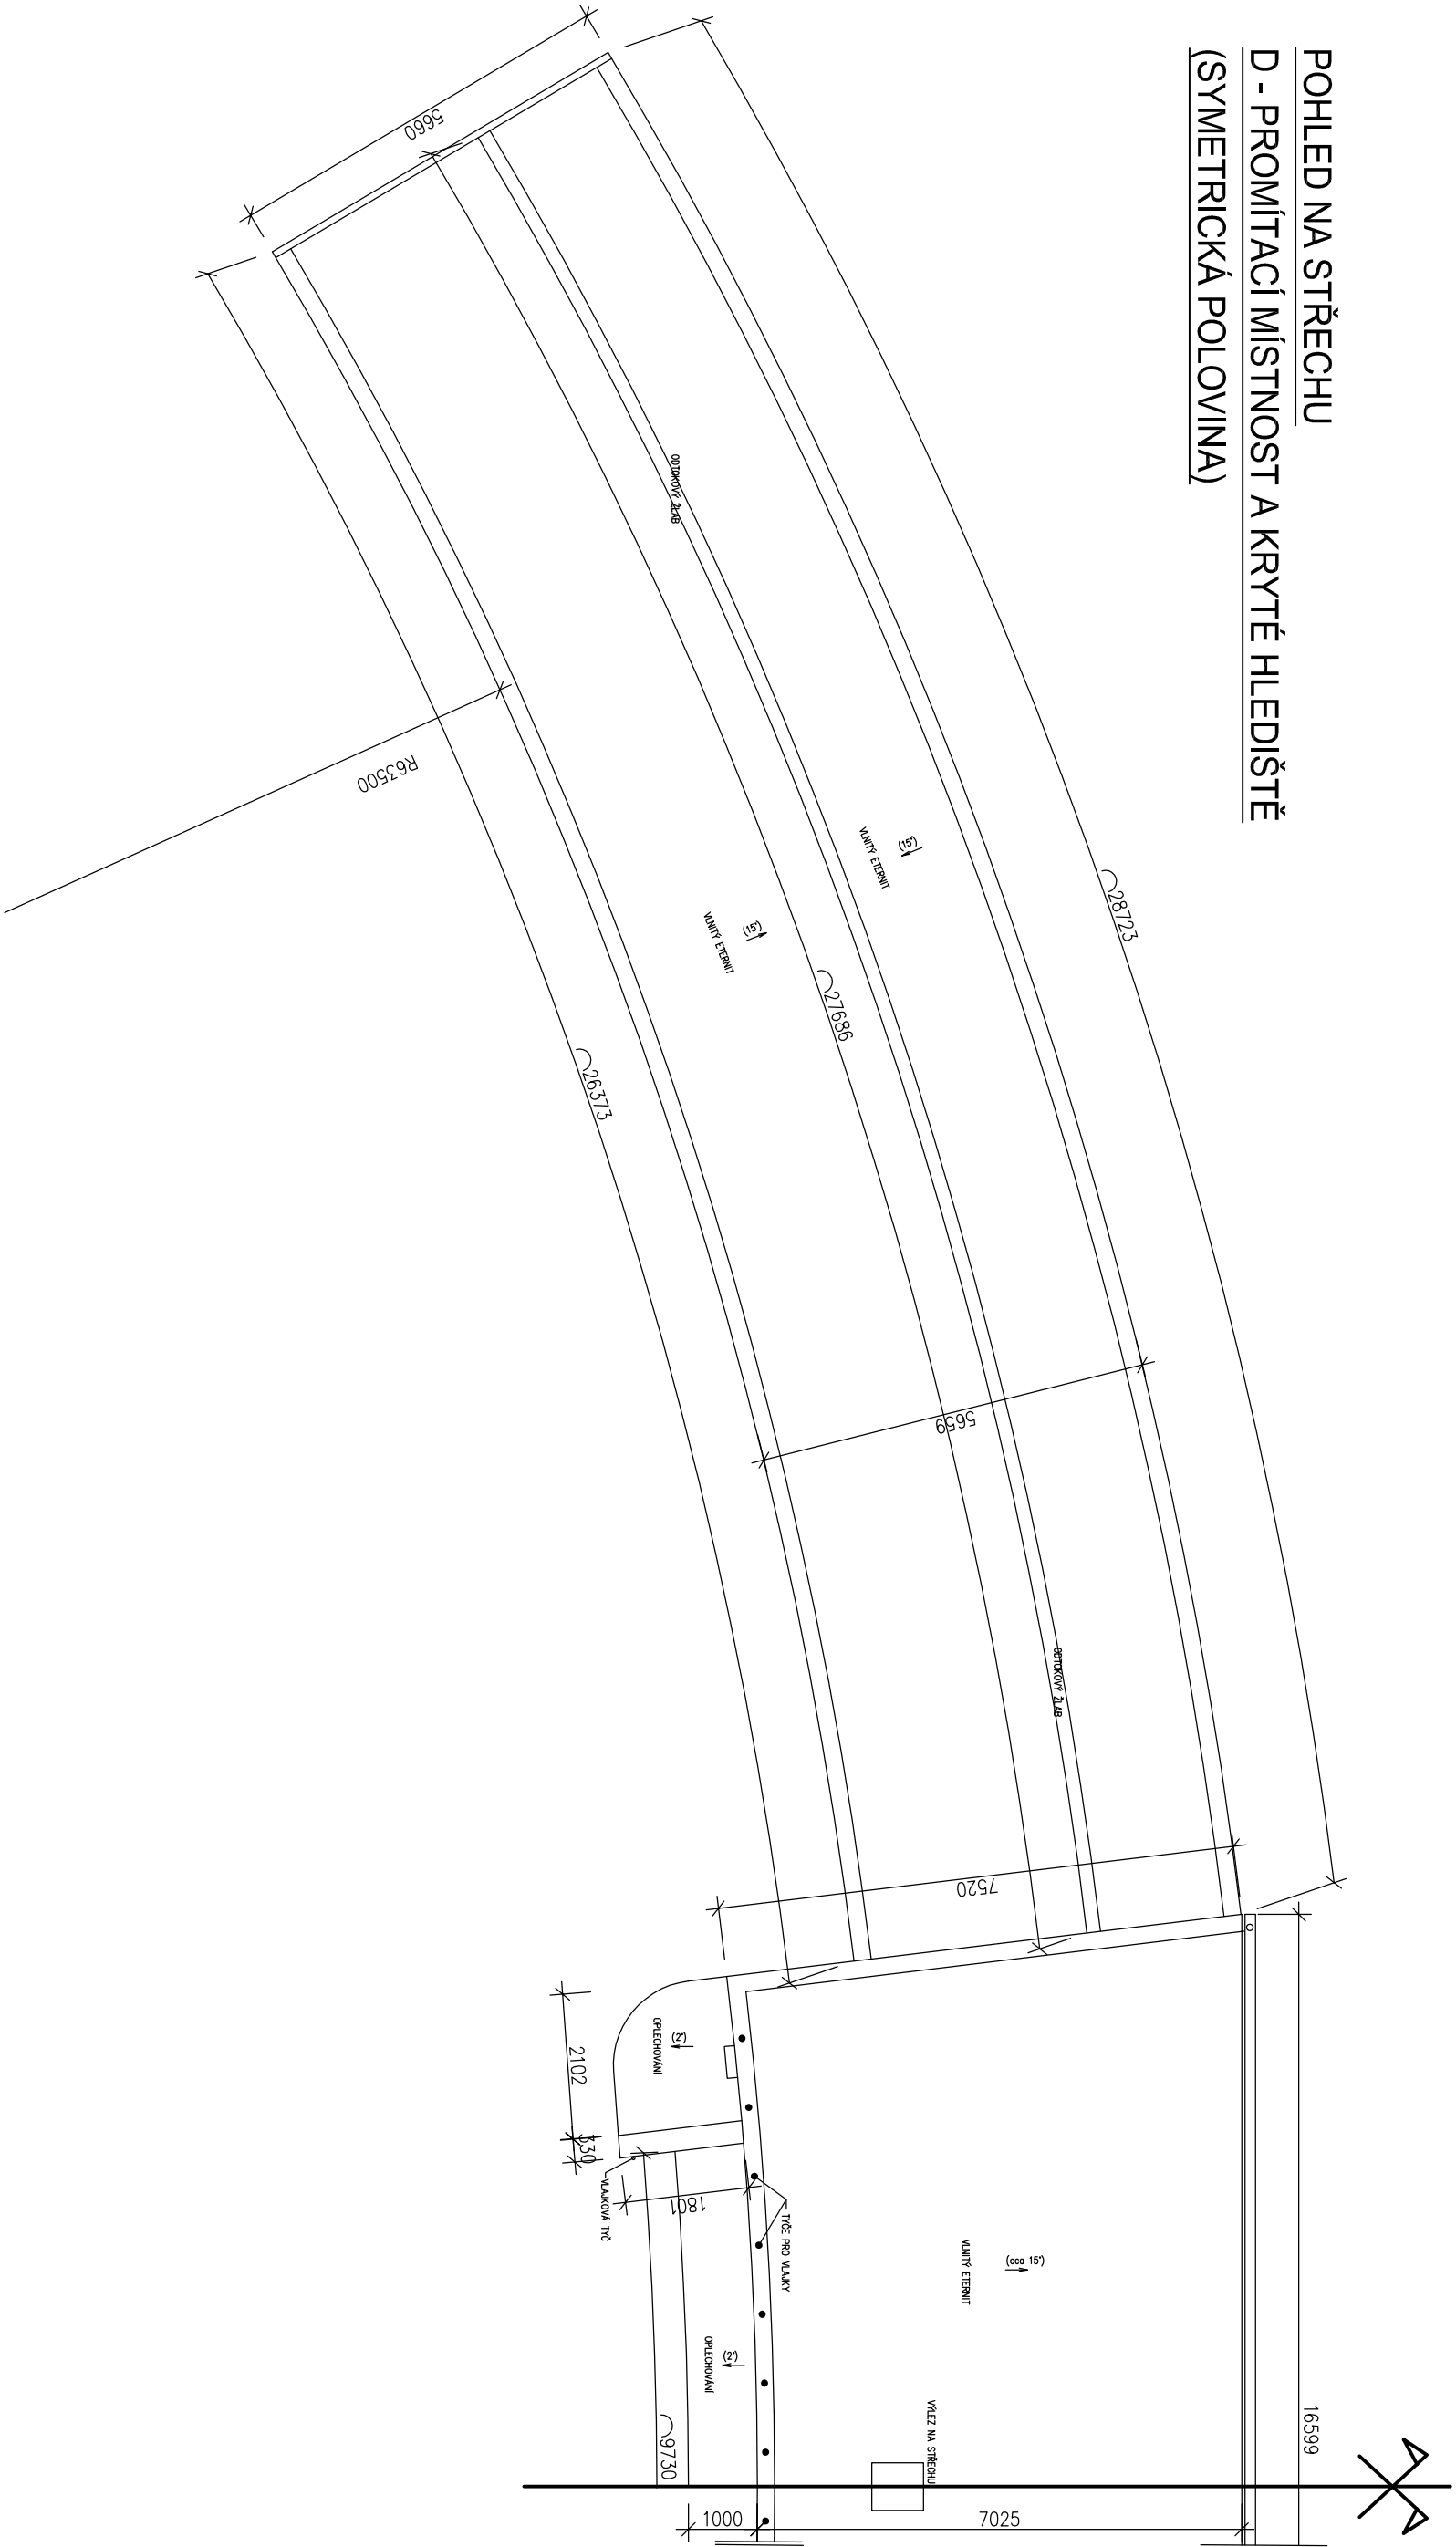 POHLED NA STŘECHU
D - PROMÍTACÍ MÍSTNOST A KRYTÉ HLEDIŠTĚ
(SYMETRICKÁ POLOVINA)
5660
ODTOKOVÝ ŽLAB
R63500
VLNITÝ ETERNIT
(15°)
VLNITÝ ETERNIT
(15°)
28723
27686
26373
5659
ODTOKOVÝ ŽLAB
7520
16599
2102
330
OPLECHOVÁNÍ
(2°)
VLAJKOVÁ TYČ
1801
TYČE PRO VLAJKY
VLNITÝ ETERNIT
(cca 15°)
OPLECHOVÁNÍ
(2°)
VÝLEZ NA STŘECHU
9730
1000
7025